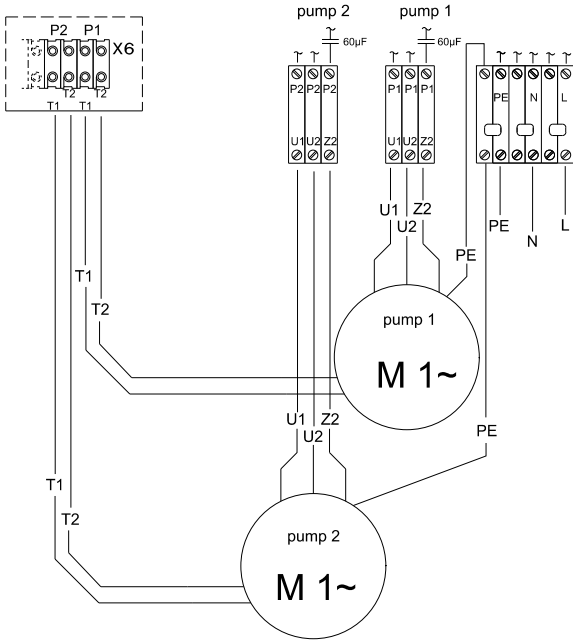 pump 2 pump 1
60µF 60µF
P2 P1
X6
T2 T2
T1 T1
P2 P2 P2 P1 P1 P1 PE N L
U1 U2 Z2 U1 U2 Z2
U1 Z2
U2
PE N L
PE
T1
T2
pump 1
M 1~
U1 Z2
U2
PE
T1
T2
pump 2
M 1~